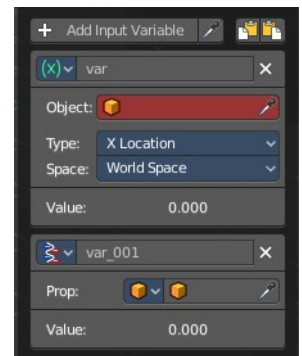 + Add Input Variable
(x) var
Object:
Type: X Location
Space: World Space
Value: 0.000
var_001
Prop:
Value: 0.000